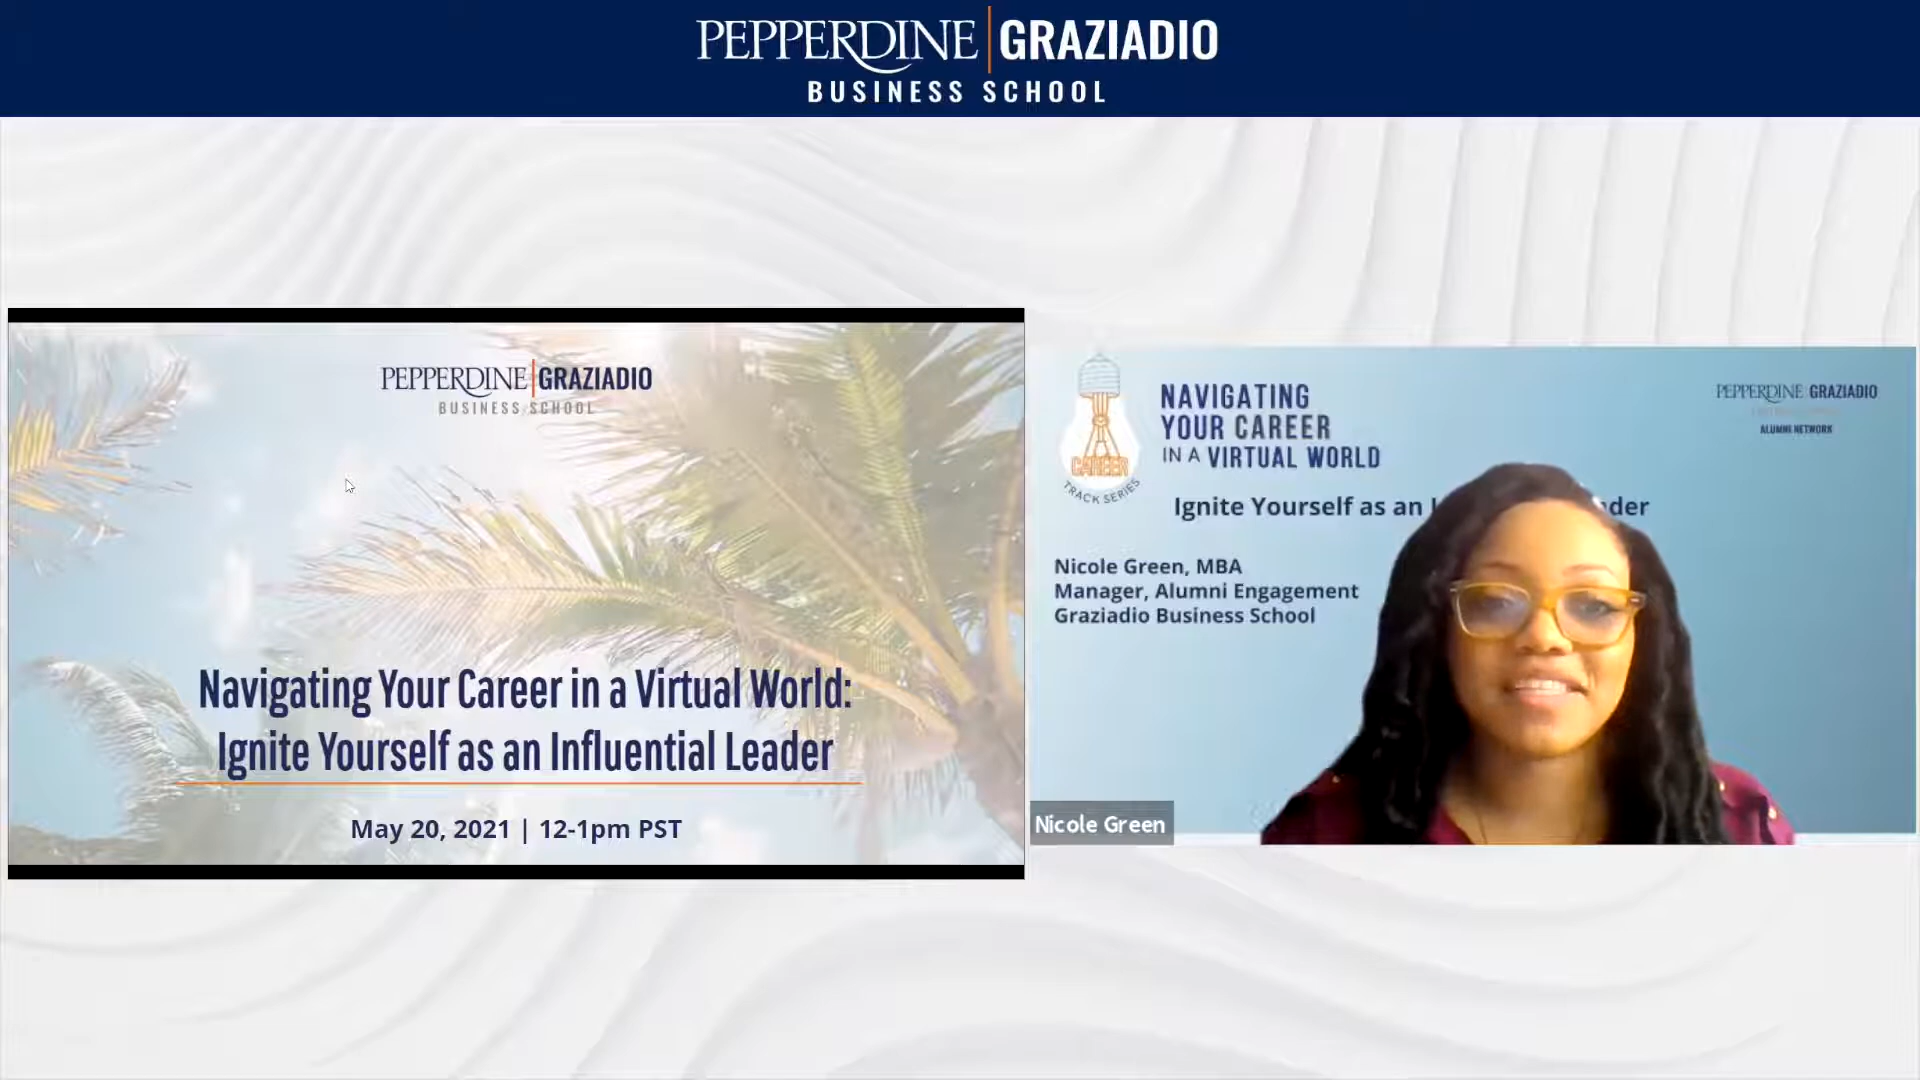 PEPPERDINE | GRAZIADIO
BUSINESS SCHOOL
PEPPERDINE | GRAZIADIO
BUSINESS SCHOOL
Navigating Your Career in a Virtual World:
Ignite Yourself as an Influential Leader
May 20, 2021 | 12-1pm PST
CAREER
TRACK SERIES
NAVIGATING
YOUR CAREER
IN A VIRTUAL WORLD
PEPPERDINE GRAZIADIO
ALUMNI NETWORK
Ignite Yourself as an
Nicole Green, MBA
Manager, Alumni Engagement
Graziadio Business School
Nicole Green